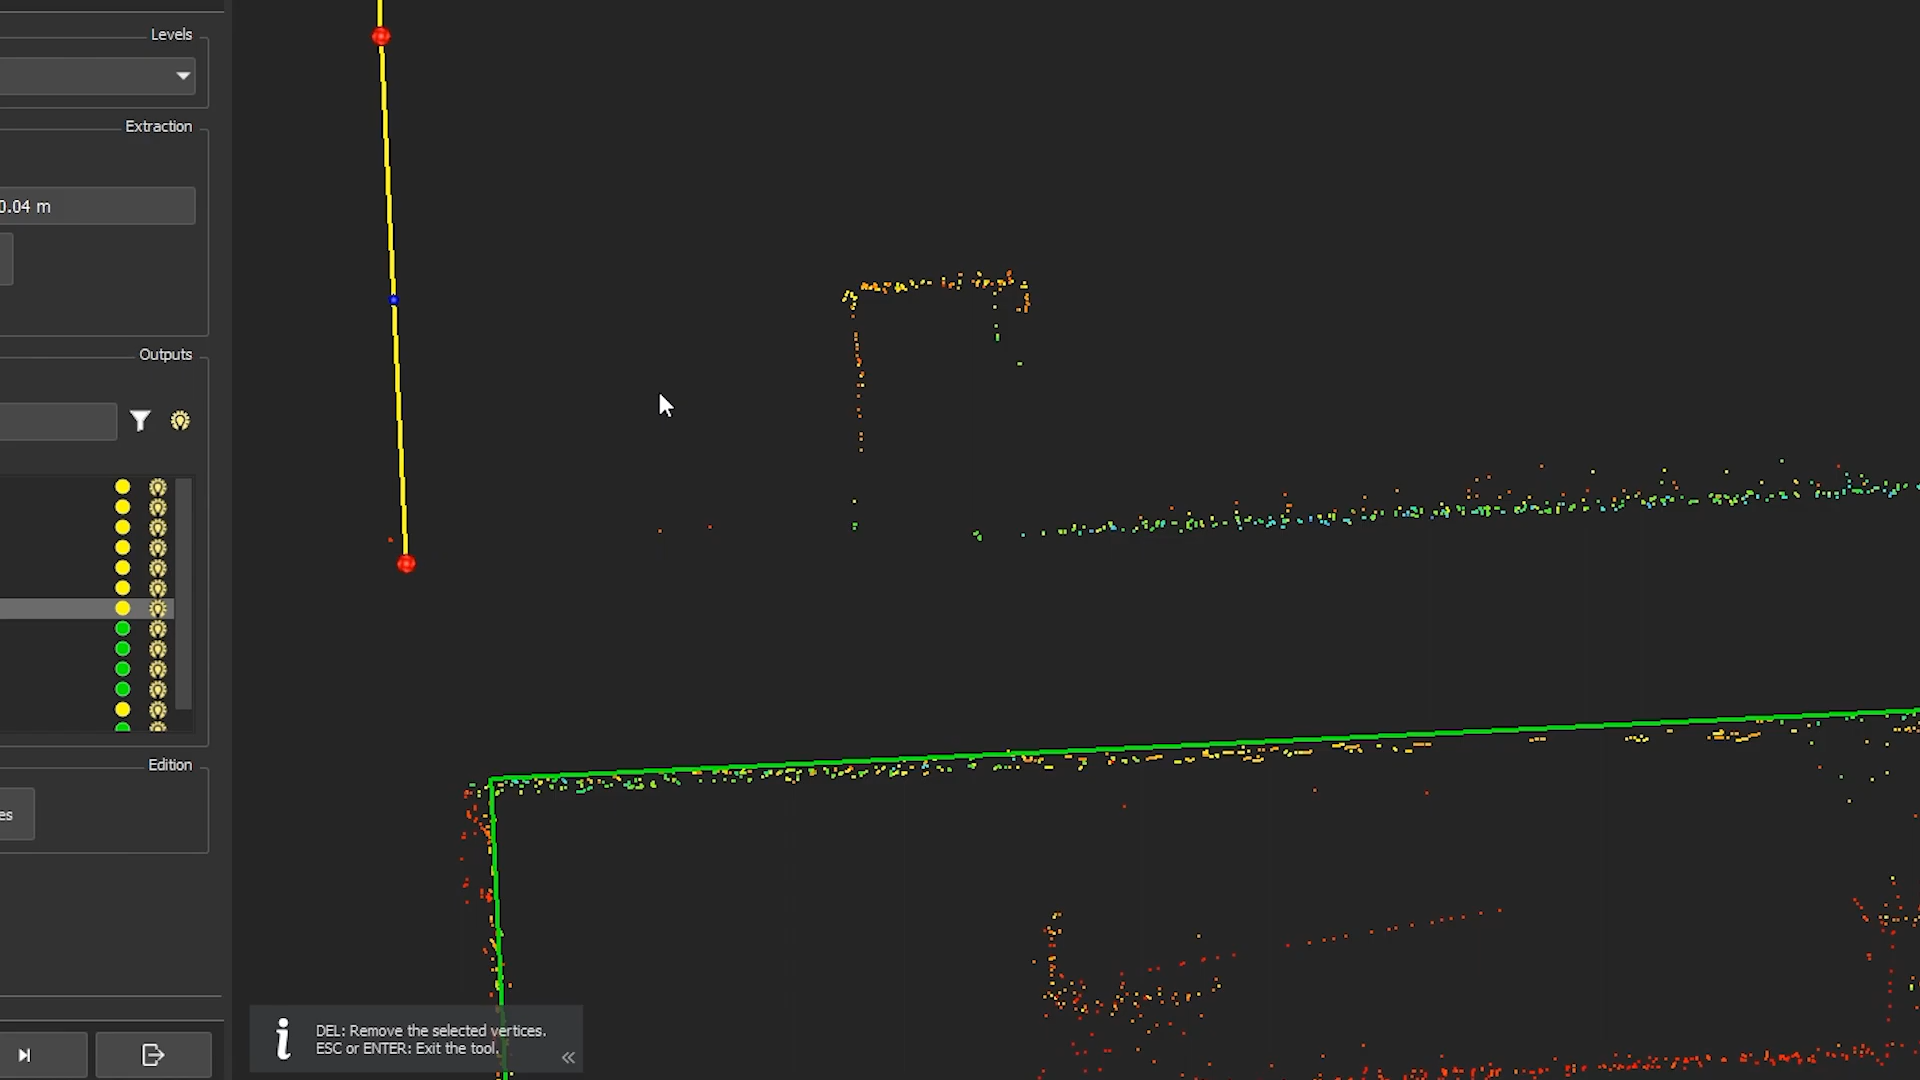 Levels
Extraction
0.04 m
Outputs
Edition
es
DEL: Remove the selected vertices.
ESC or ENTER: Exit the tool.